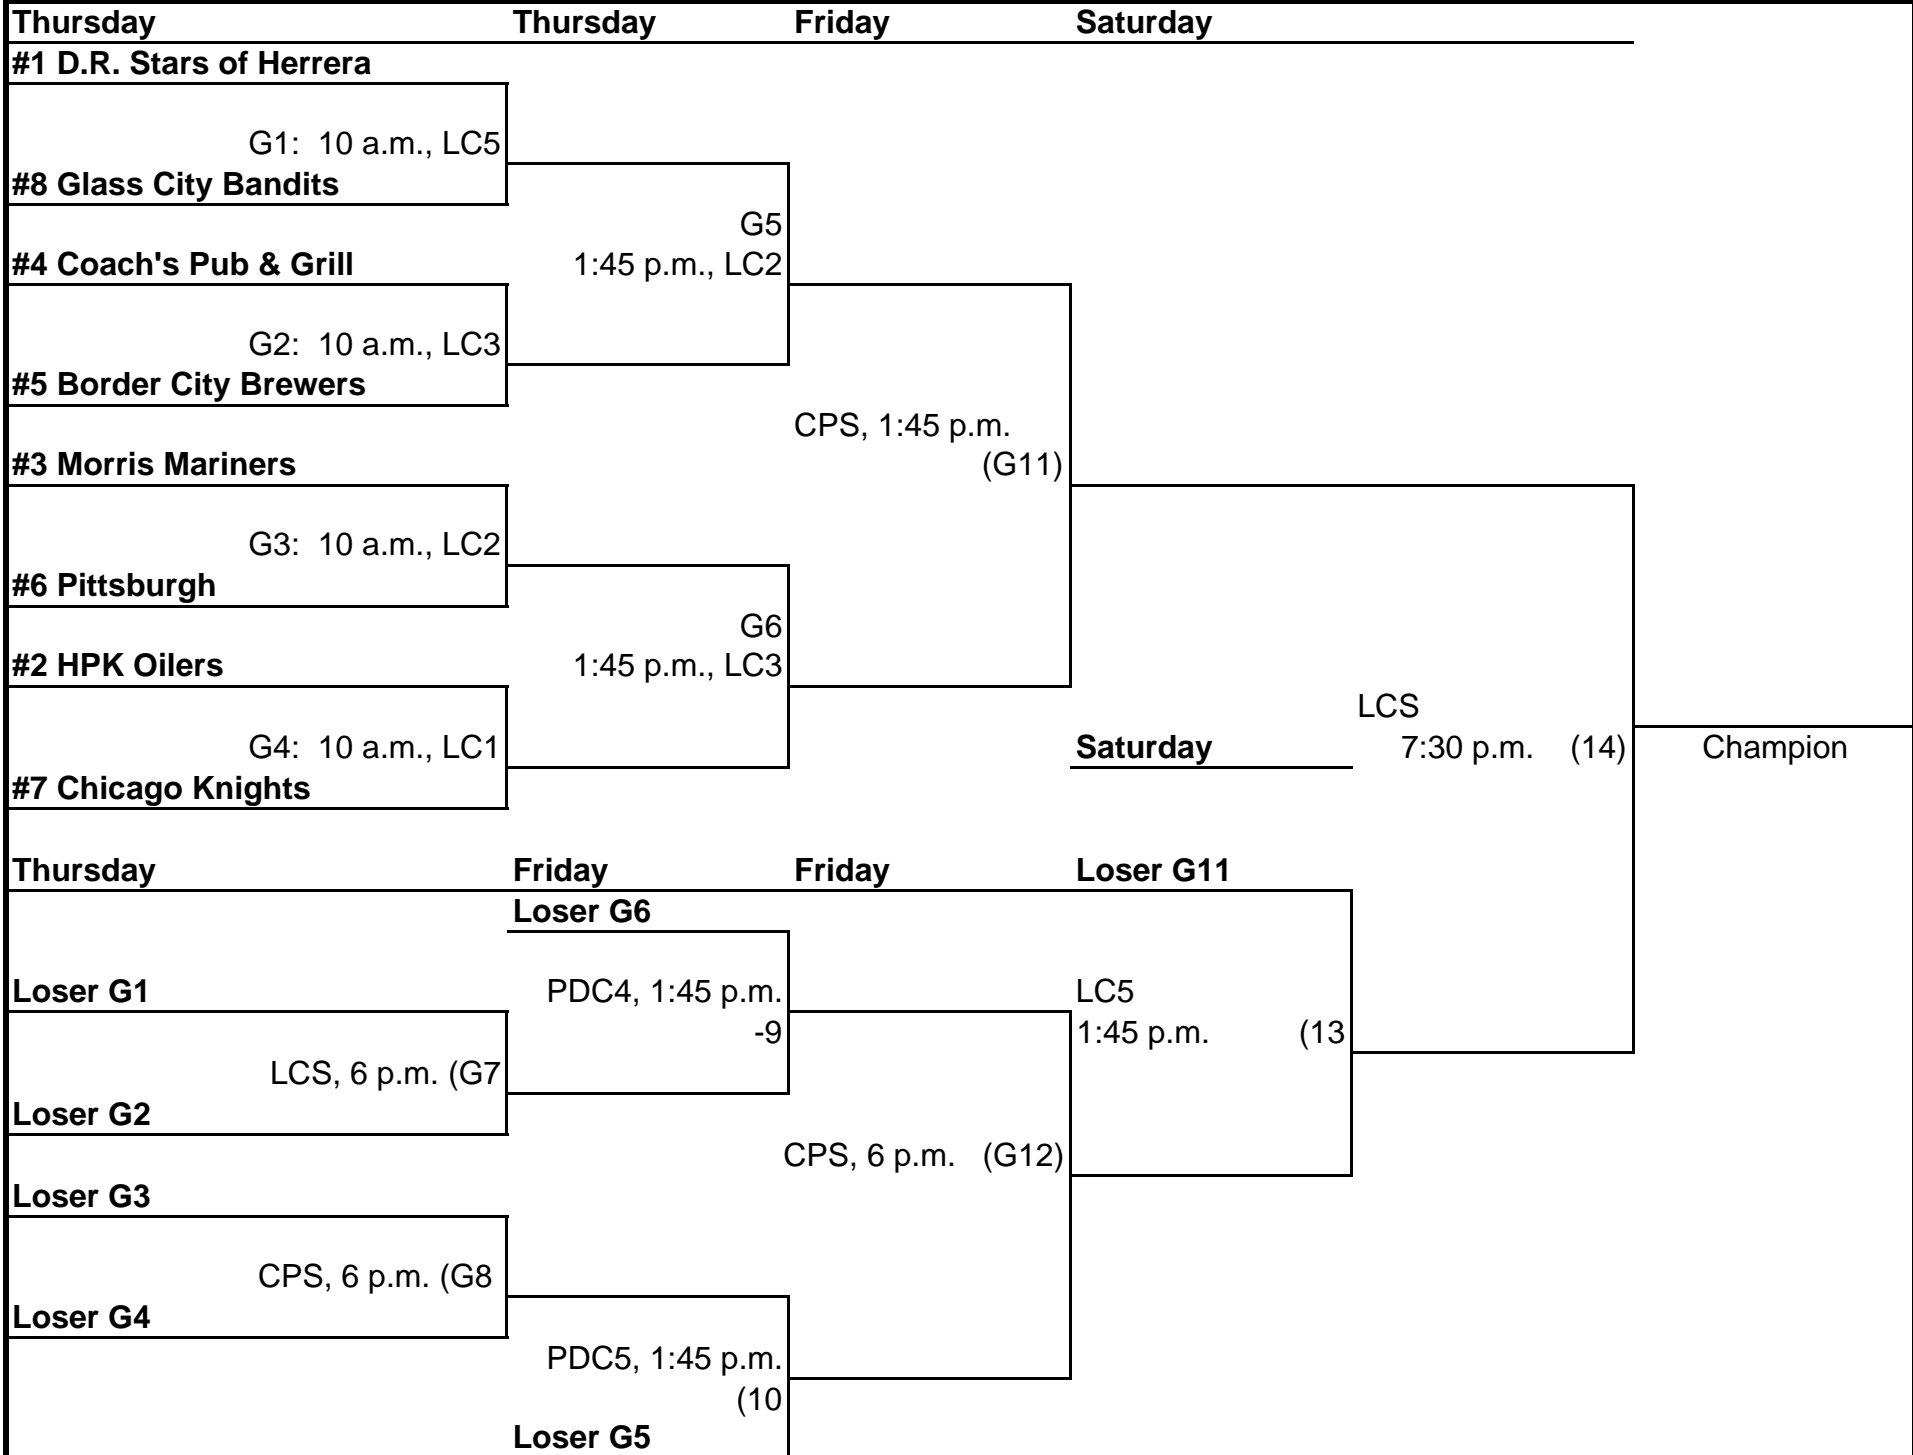 Thursday Thursday Friday Saturday
#1 D.R. Stars of Herrera
G1: 10 a.m., LC5
#8 Glass City Bandits
G5
#4 Coach's Pub & Grill 1:45 p.m., LC2
G2: 10 a.m., LC3
#5 Border City Brewers
CPS, 1:45 p.m.
#3 Morris Mariners (G11)
G3: 10 a.m., LC2
#6 Pittsburgh
G6
#2 HPK Oilers 1:45 p.m., LC3
LCS
G4: 10 a.m., LC1 Saturday 7:30 p.m. (14) Champion
#7 Chicago Knights
Thursday Friday Friday Loser G11
Loser G6
Loser G1 PDC4, 1:45 p.m. LC5
-9 1:45 p.m. (13
LCS, 6 p.m. (G7
Loser G2
CPS, 6 p.m. (G12)
Loser G3
CPS, 6 p.m. (G8
Loser G4
PDC5, 1:45 p.m.
(10
Loser G5